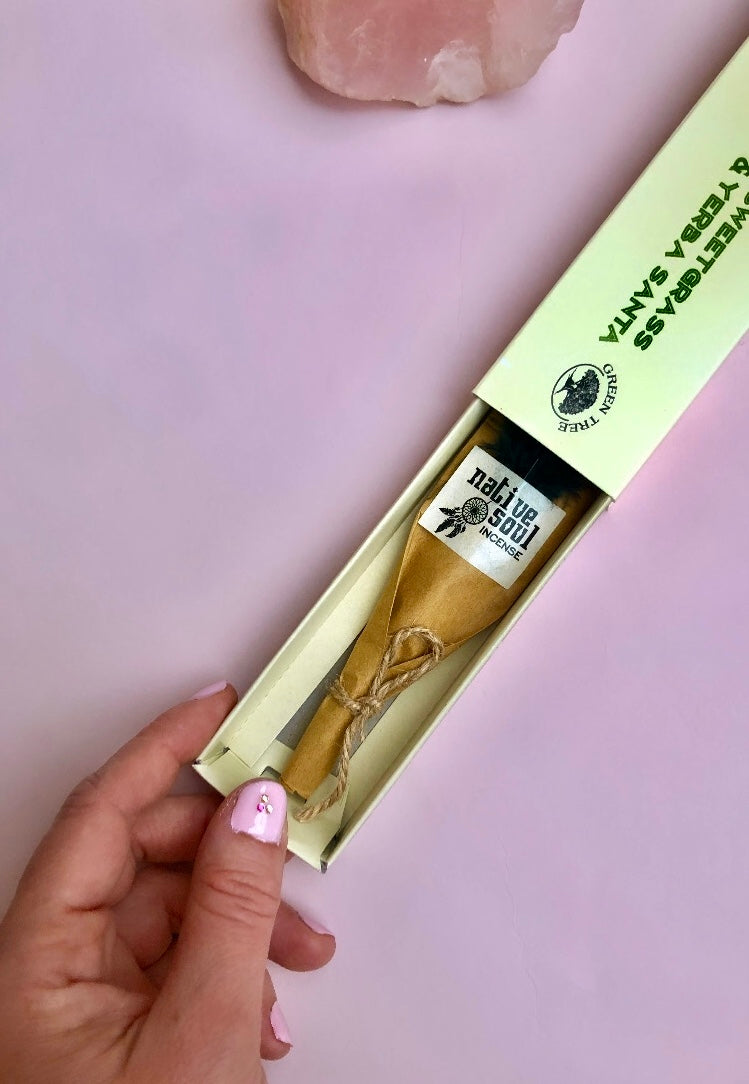 SWEETGRASS
& YERBA SANTA
GREEN TREE
native
soul
INCENSE